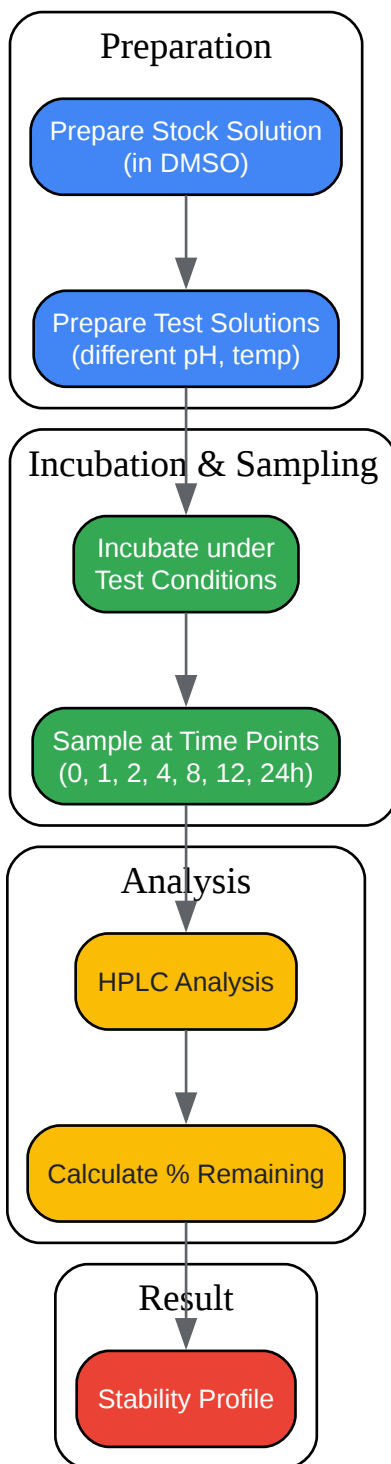 Preparation
Prepare Stock Solution
(in DMSO)
Prepare Test Solutions
(different pH, temp)
Incubation & Sampling
Incubate under
Test Conditions
Sample at Time Points
(0, 1, 2, 4, 8, 12, 24h)
Analysis
HPLC Analysis
Calculate % Remaining
Result
Stability Profile